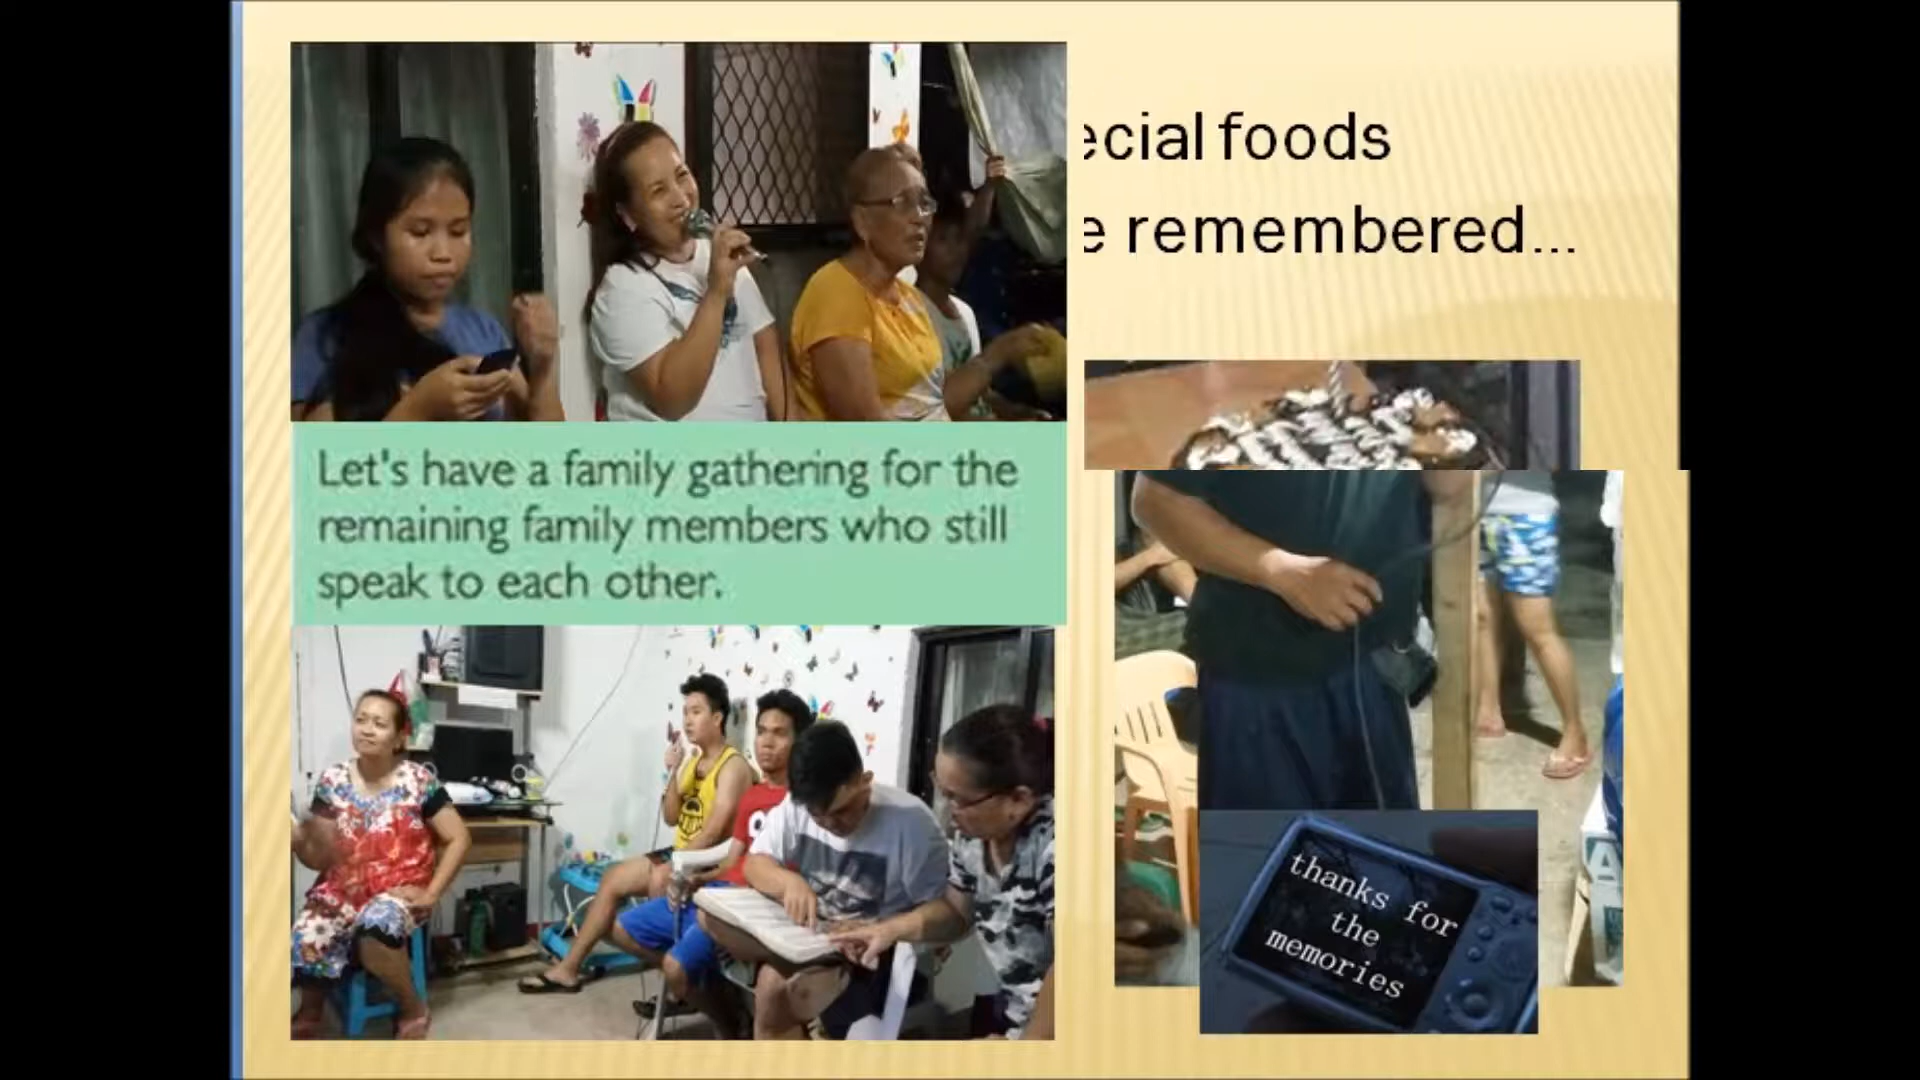 ecial foods
e remembered...
Let's have a family gathering for the
remaining family members who still
speak to each other.
thanks for
the
memories